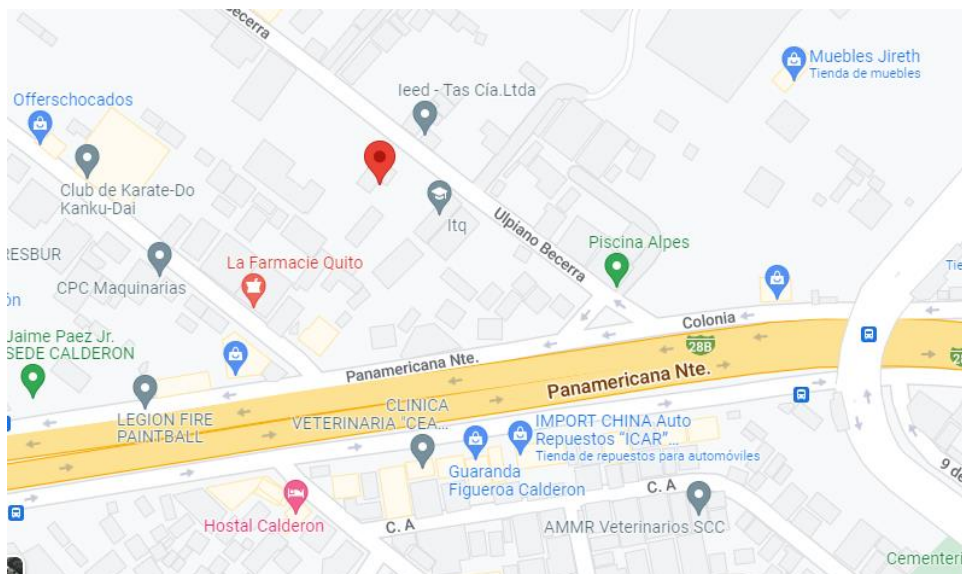 Becerra
Muebles Jireth
Tienda de muebles
Ieed - Tas Cía.Ltda
Offerschocados
Club de Karate-Do
Kanku-Dai
Itq
Ulpiano Becerra
Piscina Alpes
RESBUR
La Farmacie Quito
CPC Maquinarias
ón
Tie
Jaime Paez Jr.
SEDE CALDERON
Colonia
Panamericana Nte.
28B
Panamericana Nte.
LEGION FIRE
PAINTBALL
CLINICA
VETERINARIA "CEA...
IMPORT CHINA Auto
Repuestos "ICAR"...
Tienda de repuestos para automóviles
Guaranda
Figueroa Calderon
9 de
C. A
Hostal Calderon
C. A
AMMR Veterinarios SCC
Cementeri